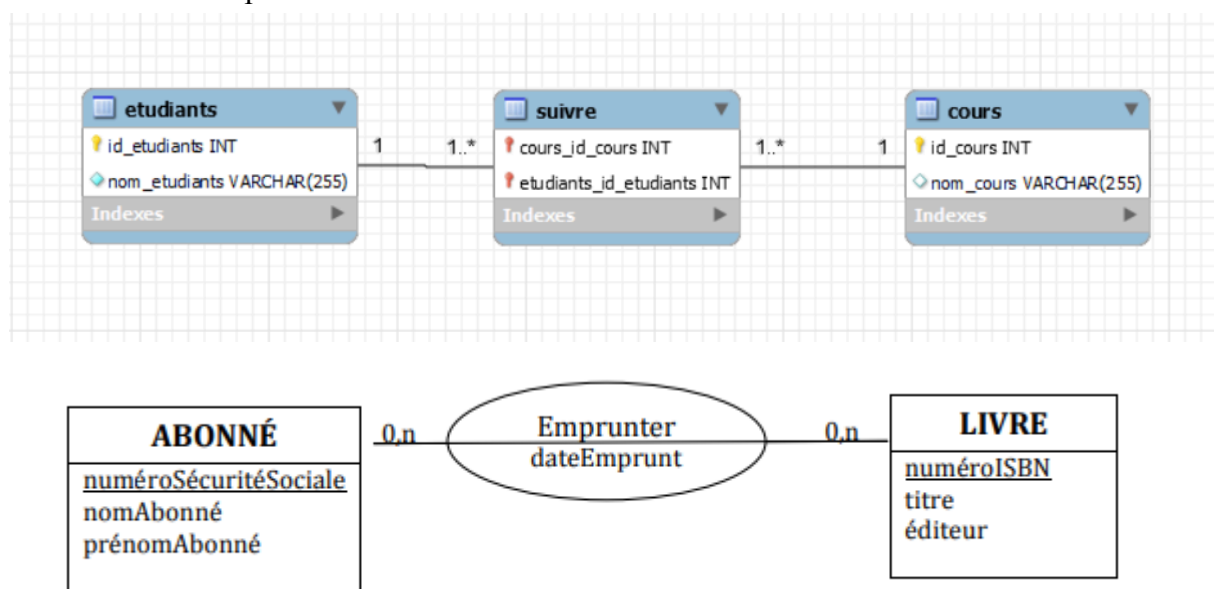 etudiants
id_etudiants INT
nom_etudiants VARCHAR(255)
Indexes
1
1..*
suivre
cours_id_cours INT
etudiants_id_etudiants INT
Indexes
1..*
1
cours
id_cours INT
nom_cours VARCHAR(255)
Indexes
ABONNÉ
numéroSécuritéSociale
nomAbonné
prénomAbonné
0,n
Emprunter
dateEmprunt
0,n
LIVRE
numéroISBN
titre
éditeur